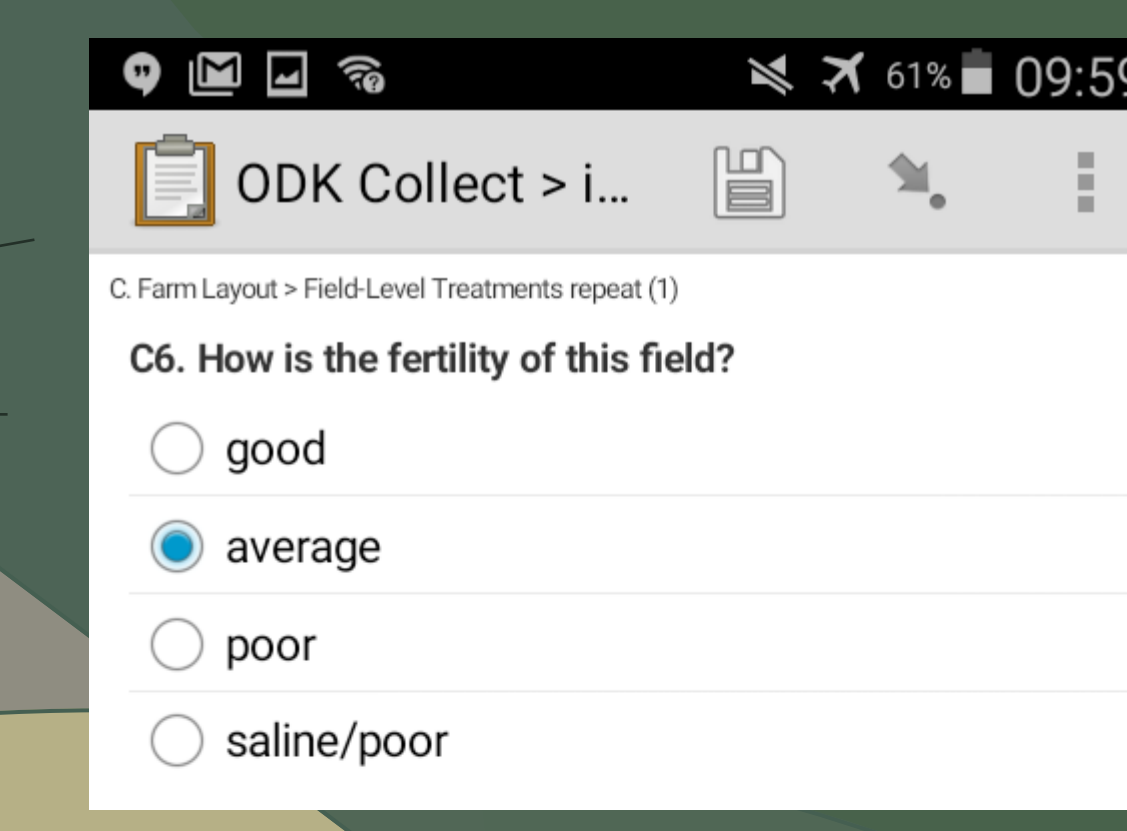 61% 09:59
ODK Collect > i...
C. Farm Layout > Field-Level Treatments repeat (1)
C6. How is the fertility of this field?
good
average
poor
saline/poor